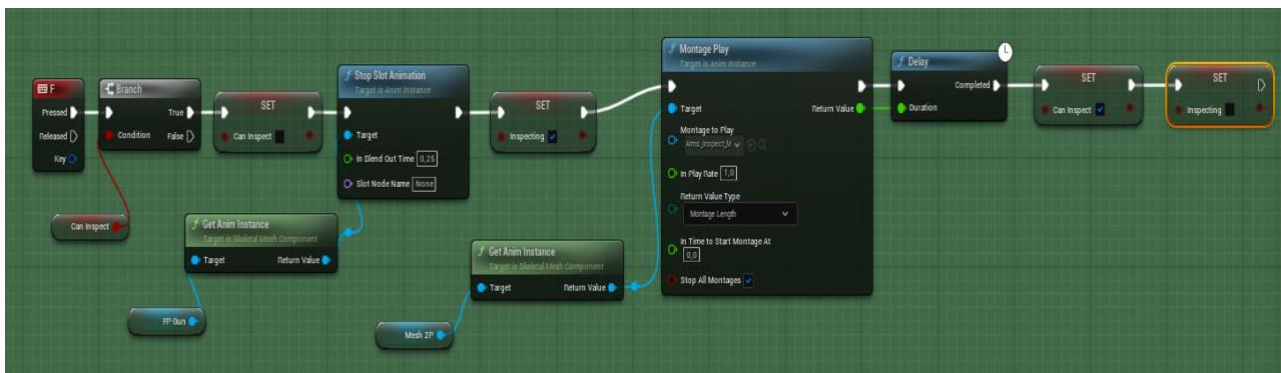 F
Pressed
Released
Key
Branch
Condition
True
False
Can Inspect
SET
Can Inspect
Stop Slot Animation
Target is Anim Instance
Target
In Blend Out Time 0,25
Slot Node Name None
Get Anim Instance
Target is Skeletal Mesh Component
Target Return Value
FP Gun
SET
Inspecting
Get Anim Instance
Target is Skeletal Mesh Component
Target Return Value
Mesh 2P
Montage Play
Target is Anim Instance
Target Return Value
Montage to Play
Arms_Inspect_M
In Play Rate 1,0
Return Value Type
Montage Length
In Time to Start Montage At
0,0
Stop All Montages
Delay
Completed
Duration
SET
Can Inspect
SET
Inspecting